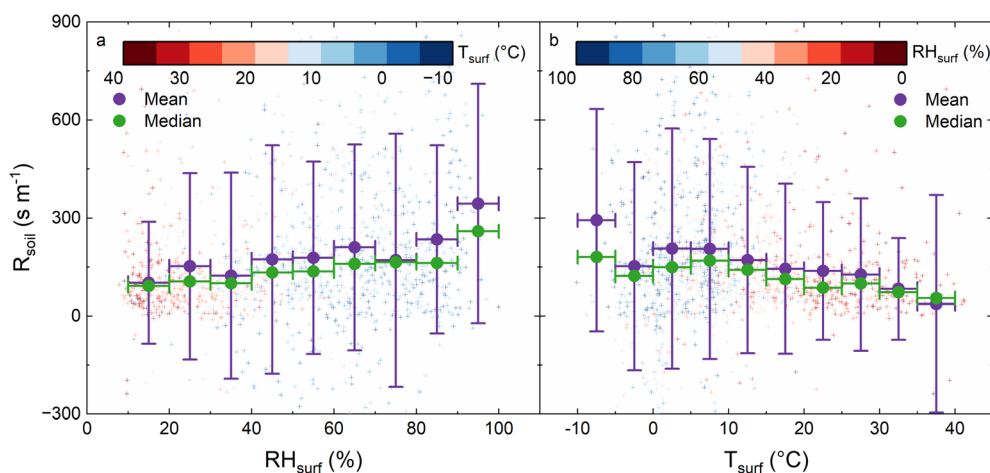 900
600
300
0
−300
R_soil (s m⁻¹)
a
T_surf (°C)
40 30 20 10 0 −10
Mean
Median
0 20 40 60 80 100
RH_surf (%)
b
RH_surf (%)
100 80 60 40 20 0
Mean
Median
-10 0 10 20 30 40
T_surf (°C)